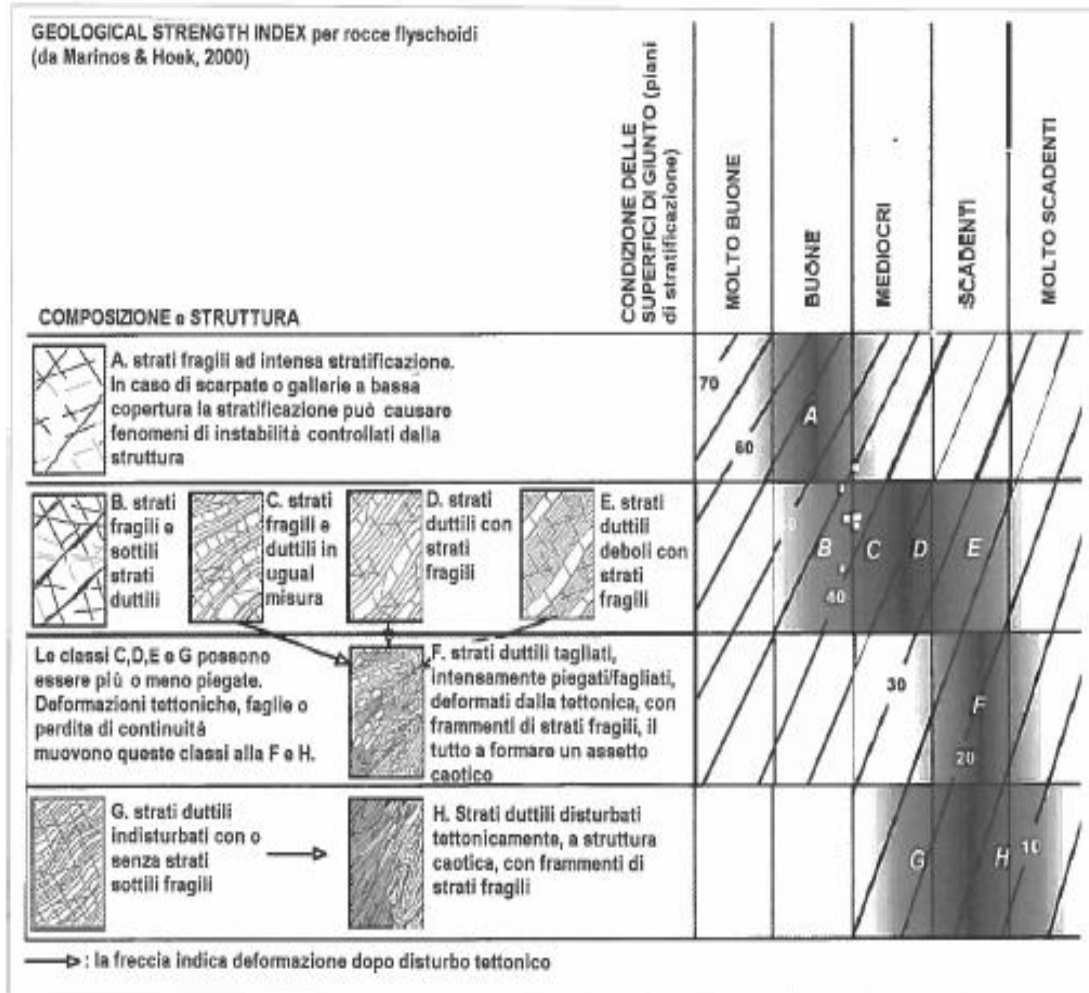 GEOLOGICAL STRENGTH INDEX per rocce flyschoidi
(da Marinos & Hoek, 2000)
CONDIZIONE DELLE
SUPERFICI DI GIUNTO (piani
di stratificazione)
MOLTO BUONE
BUONE
MEDIOCRI
SCADENTI
MOLTO SCADENTI
COMPOSIZIONE e STRUTTURA
A. strati fragili ad intensa stratificazione.
In caso di scarpate o gallerie a bassa
copertura la stratificazione può causare
fenomeni di instabilità controllati dalla
struttura
70
60
A
B. strati
fragili e
sottili
strati
duttili
C. strati
fragili e
duttili in
ugual
misura
D. strati
duttili con
strati
fragili
E. strati
duttili
deboli con
strati
fragili
B
C
D
E
40
Le classi C,D,E e G possono
essere più o meno piegate.
Deformazioni tettoniche, faglie o
perdita di continuità
muovono queste classi alla F e H.
F. strati duttili tagliati,
intensamente piegati/fagliati,
deformati dalla tettonica, con
frammenti di strati fragili, il
tutto a formare un assetto
caotico
30
F
20
G. strati duttili
indisturbati con o
senza strati
sottili fragili
H. Strati duttili disturbati
tettonicamente, a struttura
caotica, con frammenti di
strati fragili
G
H
10
: la freccia indica deformazione dopo disturbo tettonico